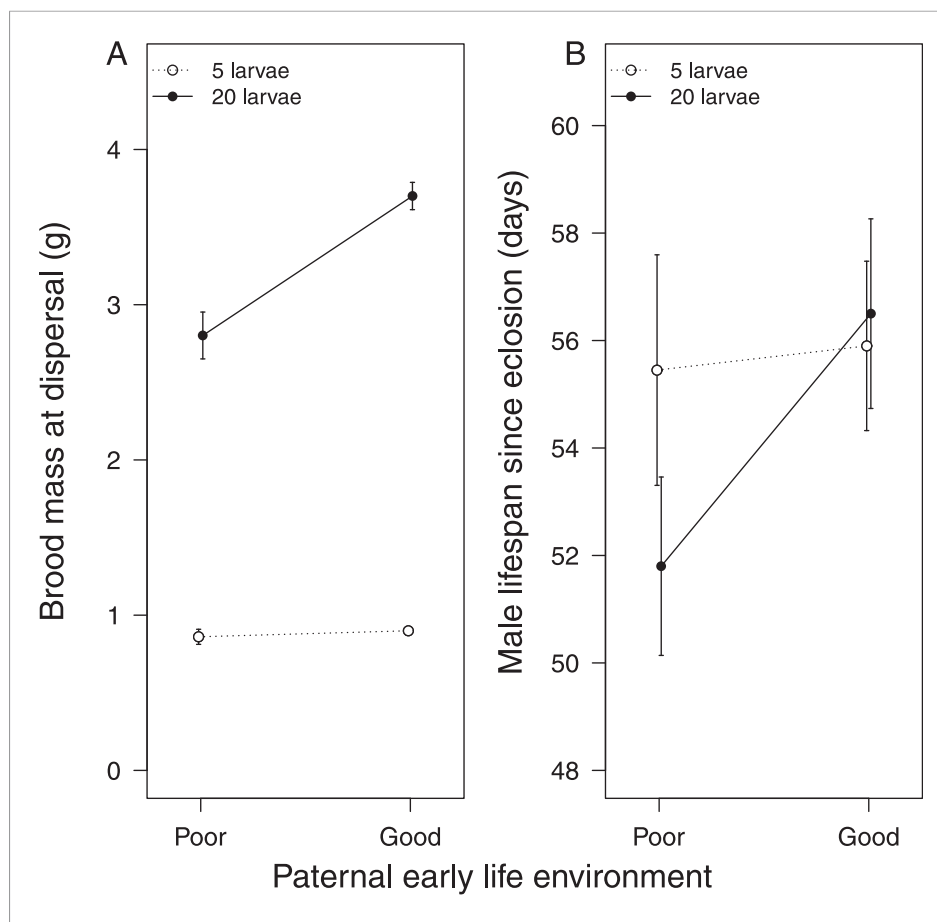 A
5 larvae
20 larvae
Brood mass at dispersal (g)
4
3
2
1
0
Poor
Good
B
5 larvae
20 larvae
Male lifespan since eclosion (days)
60
58
56
54
52
50
48
Poor
Good
Paternal early life environment